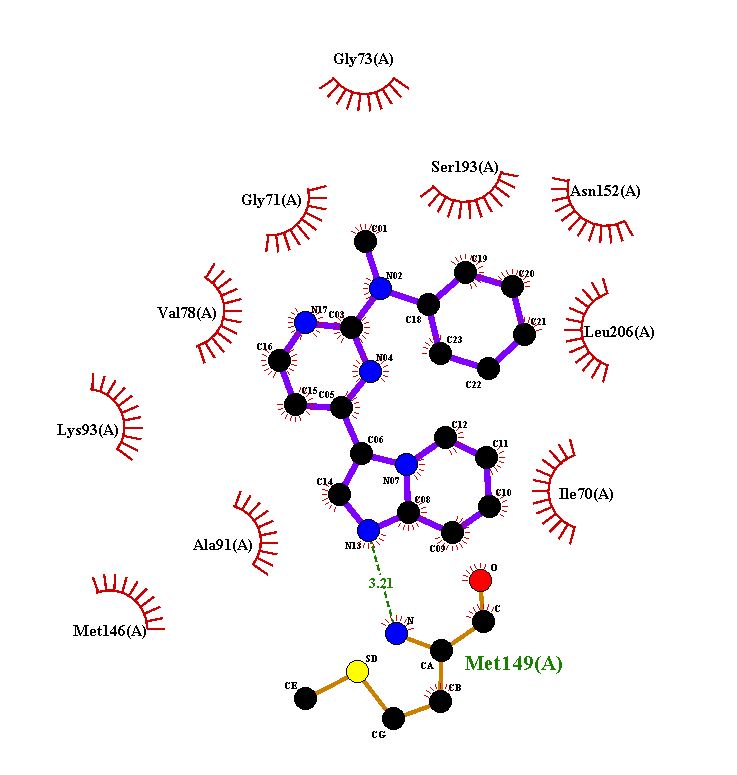 Gly73(A)
Ser193(A)
Asn152(A)
Gly71(A)
C01
C19
C20
N02
Val78(A)
N17
C03
C18
C21
Leu206(A)
C16
C23
N04
C22
C15
C05
Lys93(A)
C12
C06
C11
N07
C14
C10
Ile70(A)
C08
N13
C09
Ala91(A)
3.21
O
N
C
Met146(A)
CA
Met149(A)
SD
CE
CB
CG